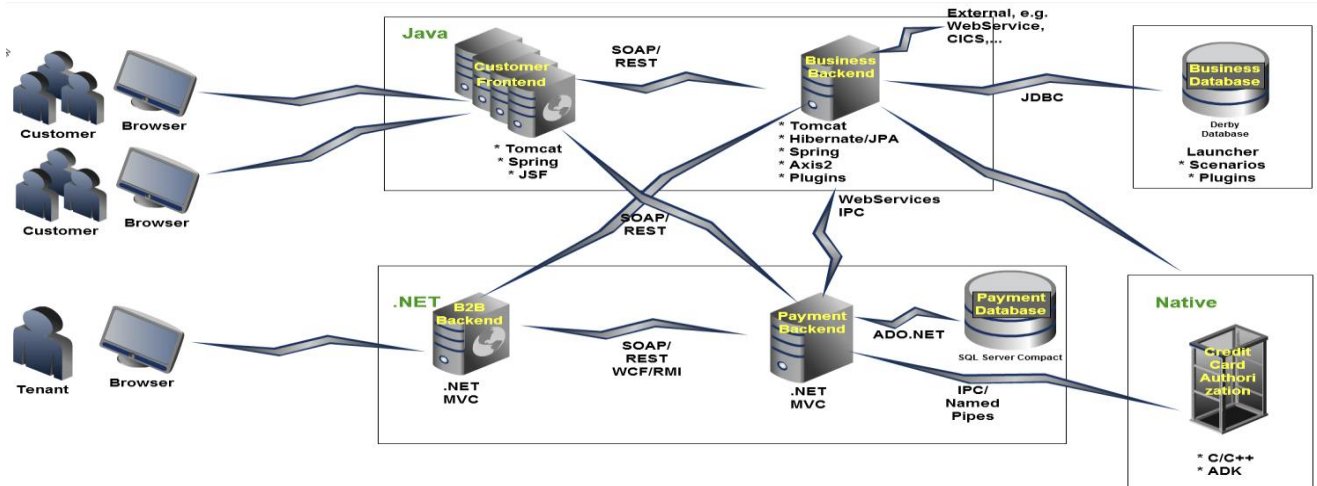 External, e.g.
WebService,
CICS,...
Java
SOAP/
REST
Customer
Frontend
Business
Backend
Business
Database
JDBC
Derby
Database
Customer
Browser
* Tomcat
* Spring
* JSF
* Tomcat
* Hibernate/JPA
* Spring
* Axis2
* Plugins
Launcher
* Scenarios
* Plugins
Customer
Browser
SOAP/
REST
WebServices
IPC
.NET
B2B
Backend
Payment
Backend
Payment
Database
ADO.NET
SQL Server Compact
Native
Credit
Card
Authori
zation
Tenant
Browser
SOAP/
REST
WCF/RMI
.NET
MVC
.NET
MVC
IPC/
Named
Pipes
* C/C++
* ADK